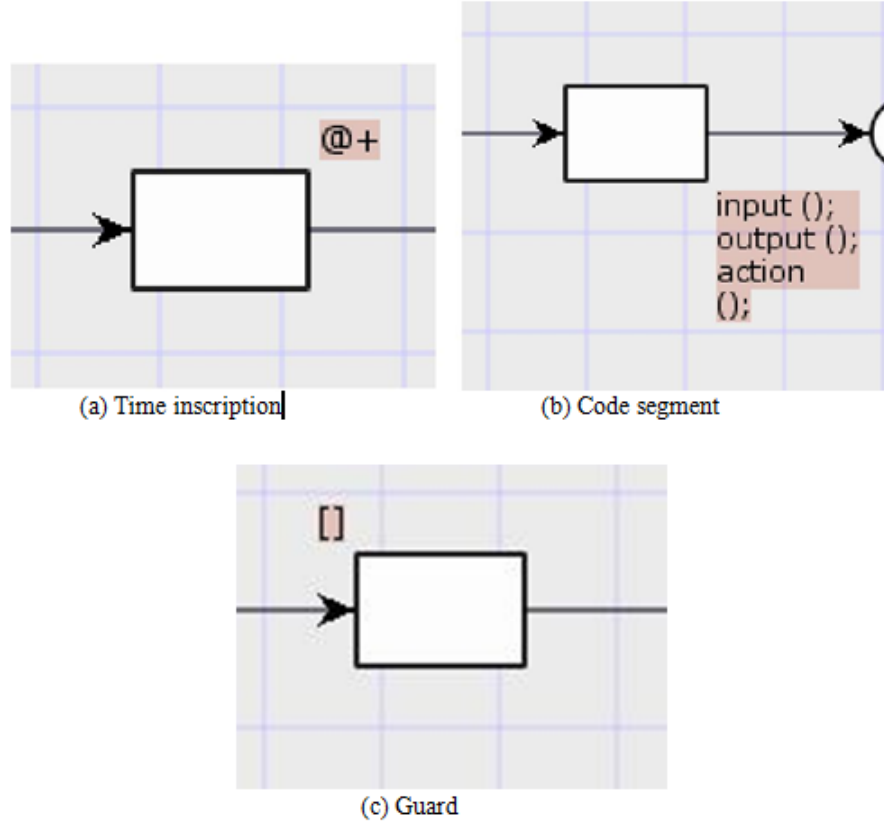 @+
input ();
output ();
action
();
(a) Time inscription
(b) Code segment
[]
(c) Guard